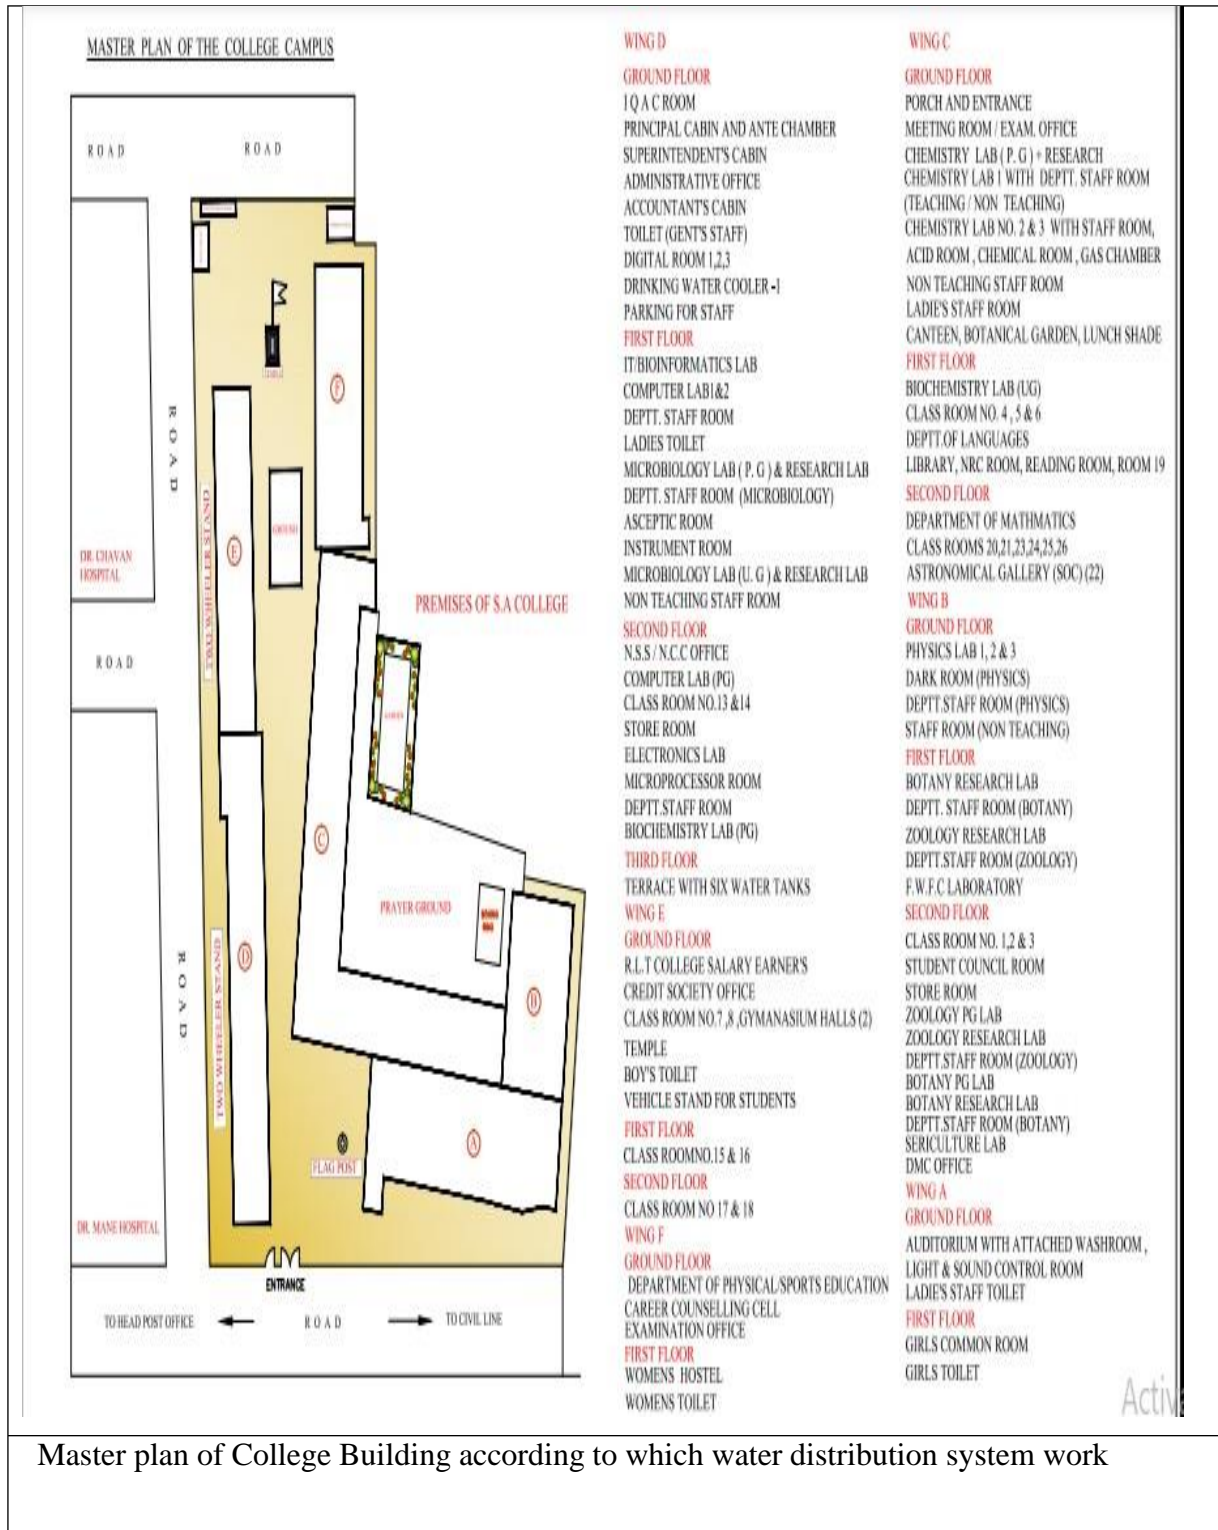 MASTER PLAN OF THE COLLEGE CAMPUS
ROAD
ROAD
ROAD
DR. CHAVAN
HOSPITAL
TWO WHEELER STAND
E
F
GROUND
PREMISES OF S.A COLLEGE
ROAD
C
PRAYER GROUND
B
ROAD
D
TWO WHEELER STAND
A
FLAG POST
DR. MANE HOSPITAL
ENTRANCE
TO HEAD POST OFFICE
ROAD
TO CIVIL LINE
WING D
GROUND FLOOR
I Q A C ROOM
PRINCIPAL CABIN AND ANTE CHAMBER
SUPERINTENDENT'S CABIN
ADMINISTRATIVE OFFICE
ACCOUNTANT'S CABIN
TOILET (GENT'S STAFF)
DIGITAL ROOM 1,2,3
DRINKING WATER COOLER -1
PARKING FOR STAFF
FIRST FLOOR
IT/BIOINFORMATICS LAB
COMPUTER LAB1&2
DEPTT. STAFF ROOM
LADIES TOILET
MICROBIOLOGY LAB ( P. G ) & RESEARCH LAB
DEPTT. STAFF ROOM (MICROBIOLOGY)
ASCEPTIC ROOM
INSTRUMENT ROOM
MICROBIOLOGY LAB (U. G ) & RESEARCH LAB
NON TEACHING STAFF ROOM
SECOND FLOOR
N.S.S / N.C.C OFFICE
COMPUTER LAB (PG)
CLASS ROOM NO.13 &14
STORE ROOM
ELECTRONICS LAB
MICROPROCESSOR ROOM
DEPTT.STAFF ROOM
BIOCHEMISTRY LAB (PG)
THIRD FLOOR
TERRACE WITH SIX WATER TANKS
WING E
GROUND FLOOR
R.L.T COLLEGE SALARY EARNER'S
CREDIT SOCIETY OFFICE
CLASS ROOM NO.7 ,8 ,GYMANASIUM HALLS (2)
TEMPLE
BOY'S TOILET
VEHICLE STAND FOR STUDENTS
FIRST FLOOR
CLASS ROOMNO.15 & 16
SECOND FLOOR
CLASS ROOM NO 17 & 18
WING F
GROUND FLOOR
DEPARTMENT OF PHYSICAL/SPORTS EDUCATION
CAREER COUNSELLING CELL
EXAMINATION OFFICE
FIRST FLOOR
WOMENS HOSTEL
WOMENS TOILET
WING C
GROUND FLOOR
PORCH AND ENTRANCE
MEETING ROOM / EXAM. OFFICE
CHEMISTRY LAB ( P. G ) + RESEARCH
CHEMISTRY LAB 1 WITH DEPTT. STAFF ROOM
(TEACHING / NON TEACHING)
CHEMISTRY LAB NO. 2 & 3 WITH STAFF ROOM,
ACID ROOM , CHEMICAL ROOM , GAS CHAMBER
NON TEACHING STAFF ROOM
LADIE'S STAFF ROOM
CANTEEN, BOTANICAL GARDEN, LUNCH SHADE
FIRST FLOOR
BIOCHEMISTRY LAB (UG)
CLASS ROOM NO. 4 , 5 & 6
DEPTT.OF LANGUAGES
LIBRARY, NRC ROOM, READING ROOM, ROOM 19
SECOND FLOOR
DEPARTMENT OF MATHMATICS
CLASS ROOMS 20,21,23,24,25,26
ASTRONOMICAL GALLERY (SOC) (22)
WING B
GROUND FLOOR
PHYSICS LAB 1, 2 & 3
DARK ROOM (PHYSICS)
DEPTT.STAFF ROOM (PHYSICS)
STAFF ROOM (NON TEACHING)
FIRST FLOOR
BOTANY RESEARCH LAB
DEPTT. STAFF ROOM (BOTANY)
ZOOLOGY RESEARCH LAB
DEPTT.STAFF ROOM (ZOOLOGY)
F.W.F.C LABORATORY
SECOND FLOOR
CLASS ROOM NO. 1,2 & 3
STUDENT COUNCIL ROOM
STORE ROOM
ZOOLOGY PG LAB
ZOOLOGY RESEARCH LAB
DEPTT.STAFF ROOM (ZOOLOGY)
BOTANY PG LAB
BOTANY RESEARCH LAB
DEPTT.STAFF ROOM (BOTANY)
SERICULTURE LAB
DMC OFFICE
WING A
GROUND FLOOR
AUDITORIUM WITH ATTACHED WASHROOM ,
LIGHT & SOUND CONTROL ROOM
LADIE'S STAFF TOILET
FIRST FLOOR
GIRLS COMMON ROOM
GIRLS TOILET
Activ
Master plan of College Building according to which water distribution system work